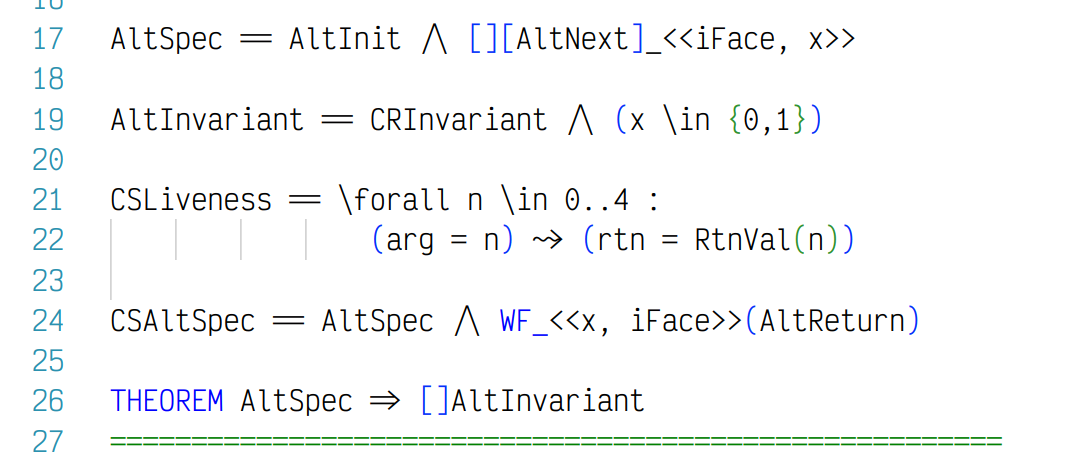 16
17 AltSpec == AltInit /\ [][AltNext]_<<iFace, x>>
18
19 AltInvariant == CRInvariant /\ (x \in {0,1})
20
21 CSLiveness == \forall n \in 0..4 :
22 (arg = n) ~> (rtn = RtnVal(n))
23
24 CSAltSpec == AltSpec /\ WF_<<x, iFace>>(AltReturn)
25
26 THEOREM AltSpec => []AltInvariant
27 =======================================================